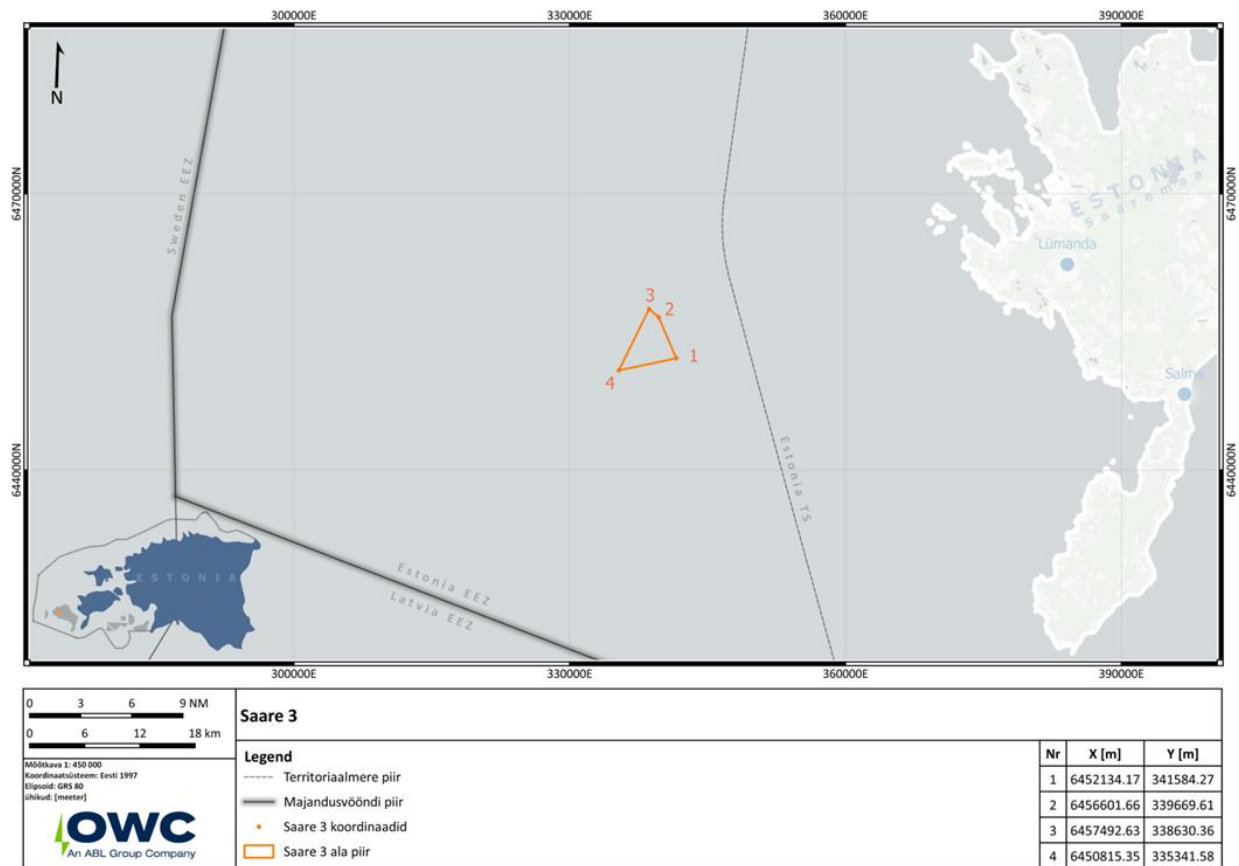 300000E 330000E 360000E 390000E
N
Sweden EEZ
6470000N
6470000N
ESTONIA
Saaremaa
Lümanda
3
2
1
4
Salme
6440000N
6440000N
Estonia TS
ESTONIA
Estonia EEZ
Latvia EEZ
300000E 330000E 360000E 390000E
0 3 6 9 NM
0 6 12 18 km
Mõõtkava 1: 450 000
Koordinaatsüsteem: Eesti 1997
Elipsoid: GRS 80
ühikud: [meeter]
OWC
An ABL Group Company
Saare 3
Legend
Territoriaalmere piir
Majandusvööndi piir
Saare 3 koordinaadid
Saare 3 ala piir
Nr X [m] Y [m]
1 6452134.17 341584.27
2 6456601.66 339669.61
3 6457492.63 338630.36
4 6450815.35 335341.58